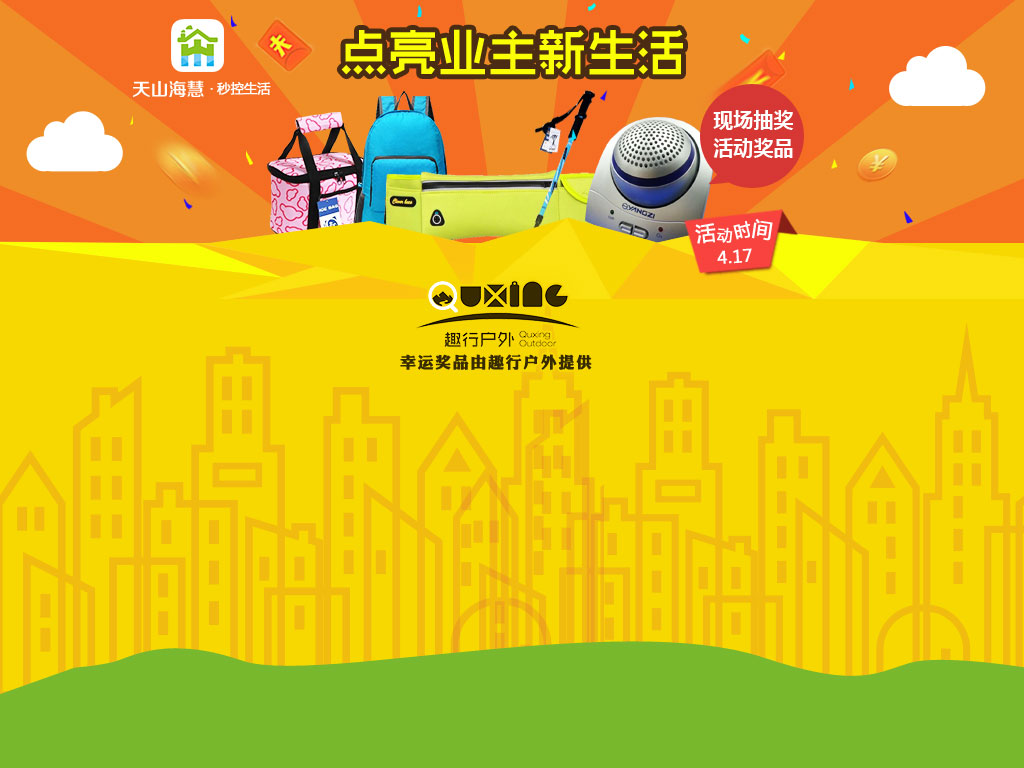 点亮业主新生活
天山海慧·秒控生活
现场抽奖
活动奖品
YANGZI
活动时间
4.17
QUXING
趣行户外 Quxing Outdoor
幸运奖品由趣行户外提供